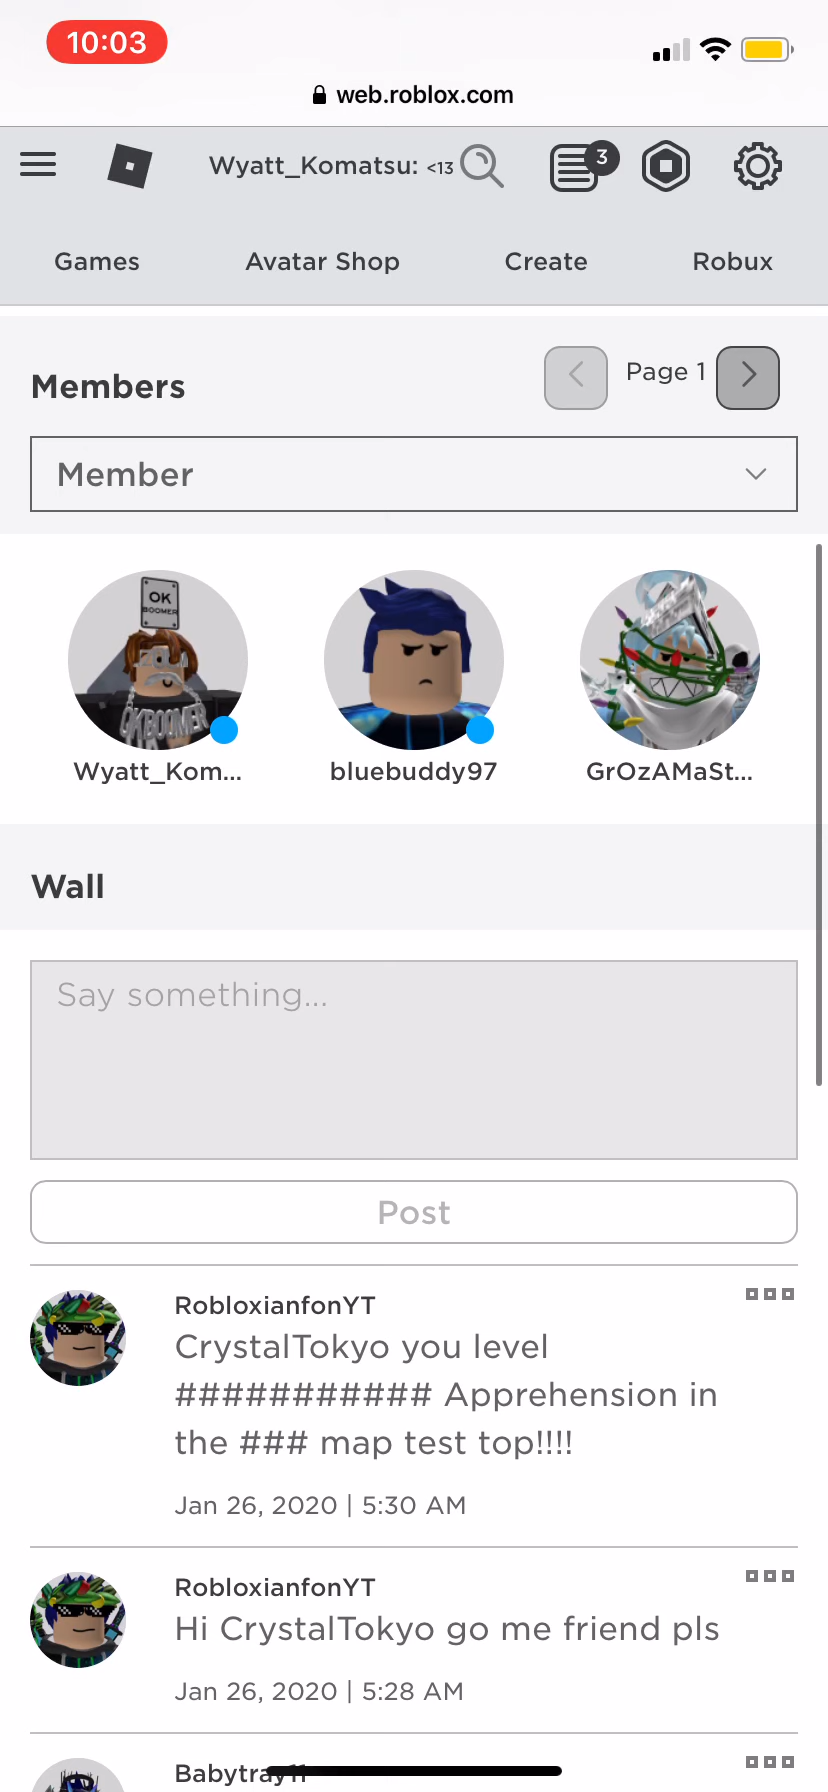 10:03
web.roblox.com
Wyatt_Komatsu: <13
3
Games Avatar Shop Create Robux
Members
Page 1
Member
OK
BOOMER
OKBOOMER
Wyatt_Kom... bluebuddy97 GrOzAMaSt...
Wall
Say something...
Post
RobloxianfonYT
CrystalTokyo you level
########### Apprehension in
the ### map test top!!!!
Jan 26, 2020 | 5:30 AM
RobloxianfonYT
Hi CrystalTokyo go me friend pls
Jan 26, 2020 | 5:28 AM
Babytray11